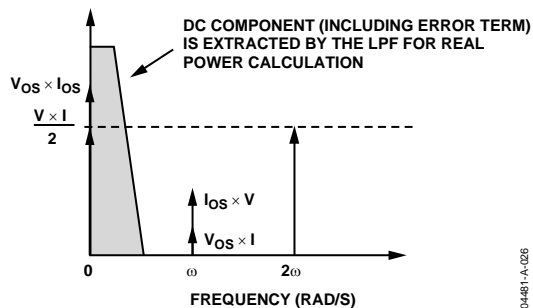 DC COMPONENT (INCLUDING ERROR TERM)
IS EXTRACTED BY THE LPF FOR REAL
POWER CALCULATION
VOS × IOS
V × I
2
IOS × V
VOS × I
0
ω
2ω
FREQUENCY (RAD/S)
04481-A-026